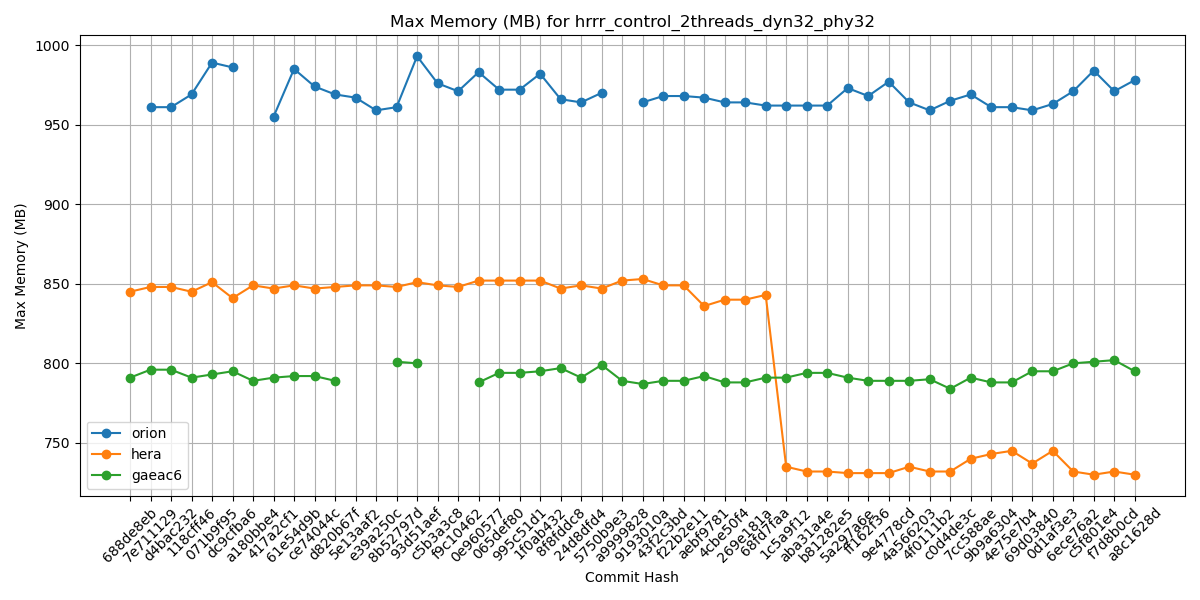 Max Memory (MB) for hrrr_control_2threads_dyn32_phy32
Max Memory (MB)
1000
950
900
850
800
750
orion
hera
gaeac6
688de8eb
7e711129
d4bac232
118cff46
071b9f95
dc9cfba6
a180bbe4
417a2cf1
61e54d9b
ce74044c
d820b67f
5e13aaf2
e39a250c
8b52797d
93d51aef
c5b3a3c8
f9c10462
0e960577
065def80
995c51d1
1f0ab432
8f6fddc8
24d8dfd4
5750b9e3
a9999828
9193010a
43f2c3bd
f22b2e11
aebf9781
4cbe50f4
269e181a
68fd7faa
1c5a9f12
aba31a4e
b81282e5
5a297a6e
ff162f36
9e4778cd
4a566203
4f0111b2
c0d4de3c
7cc588ae
9b9a6304
4e75e7b4
69d03840
0d1af3e3
6ece76a2
c5f801e4
f7d8b0cd
a8c1628d
Commit Hash